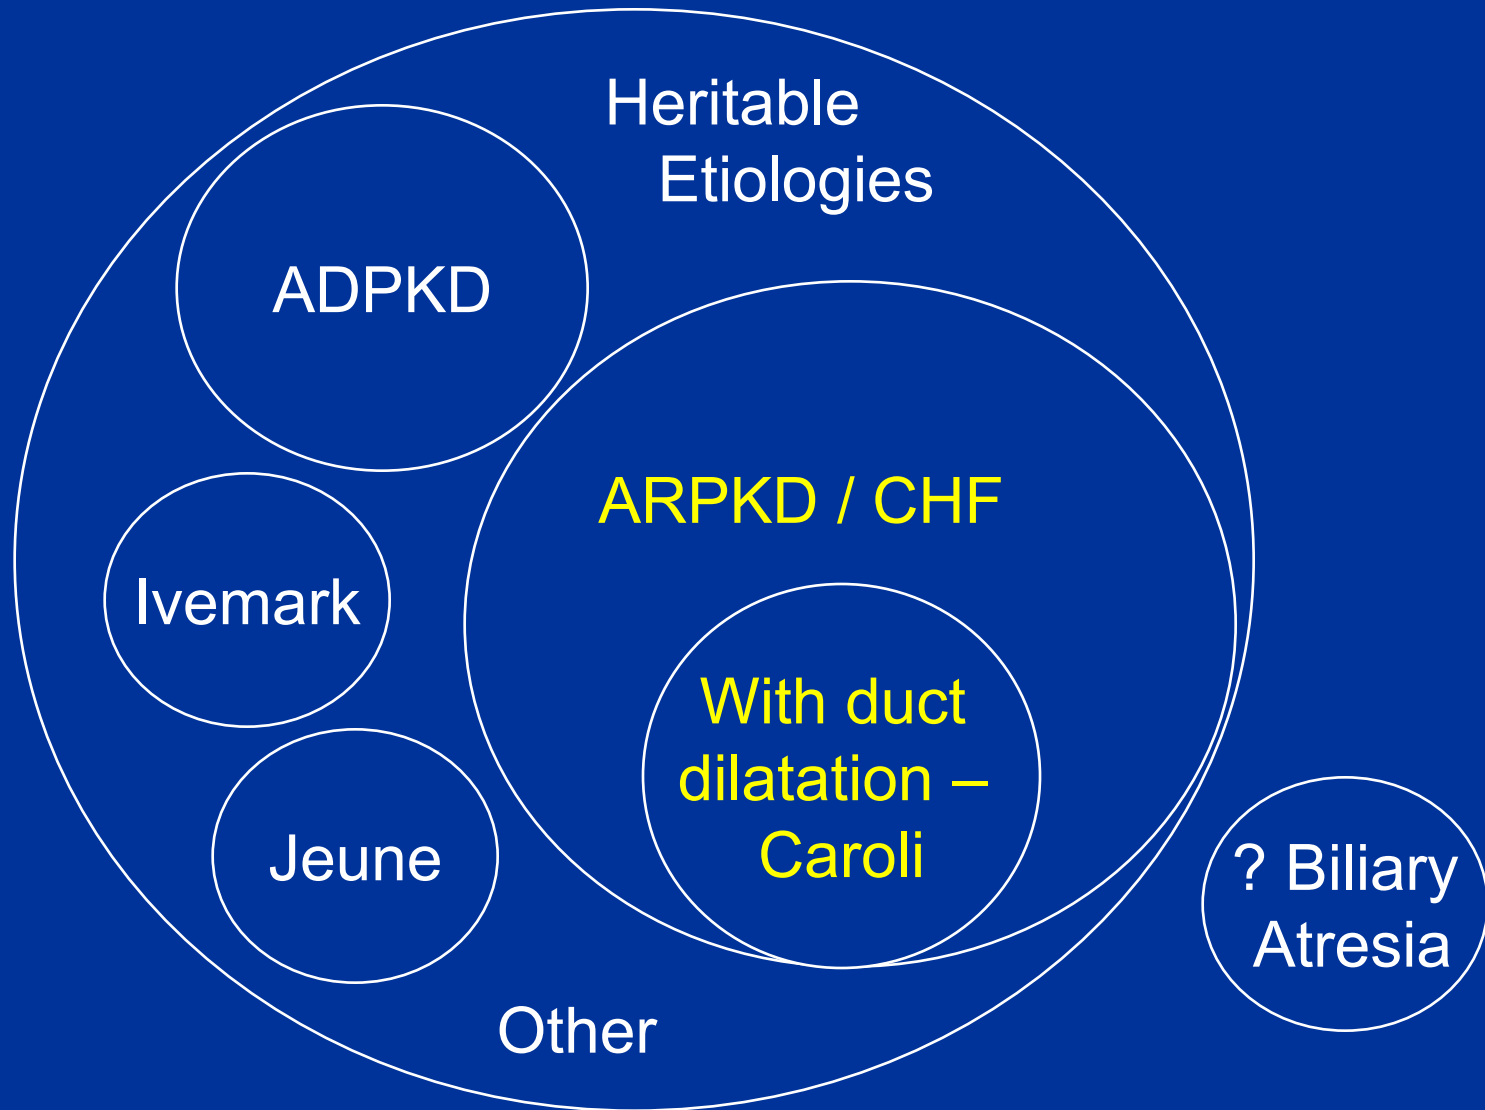 Heritable
Etiologies
ADPKD
ARPKD / CHF
Ivemark
With duct
dilatation –
Caroli
Jeune
? Biliary
Atresia
Other